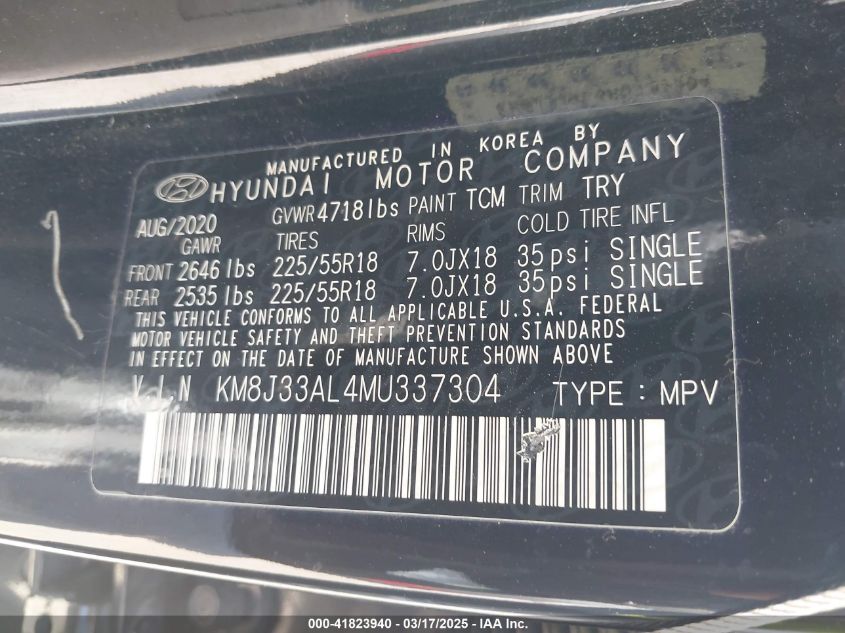 MANUFACTURED IN KOREA BY
HYUNDAI MOTOR COMPANY
AUG/2020 GVWR 4718 lbs PAINT TCM TRIM TRY
GAWR TIRES RIMS COLD TIRE INFL
FRONT 2646 lbs 225/55R18 7.0JX18 35psi SINGLE
REAR 2535 lbs 225/55R18 7.0JX18 35psi SINGLE
THIS VEHICLE CONFORMS TO ALL APPLICABLE U.S.A. FEDERAL
MOTOR VEHICLE SAFETY AND THEFT PREVENTION STANDARDS
IN EFFECT ON THE DATE OF MANUFACTURE SHOWN ABOVE
V.I.N KM8J33AL4MU337304 TYPE : MPV
000-41823940 - 03/17/2025 - IAAI.com